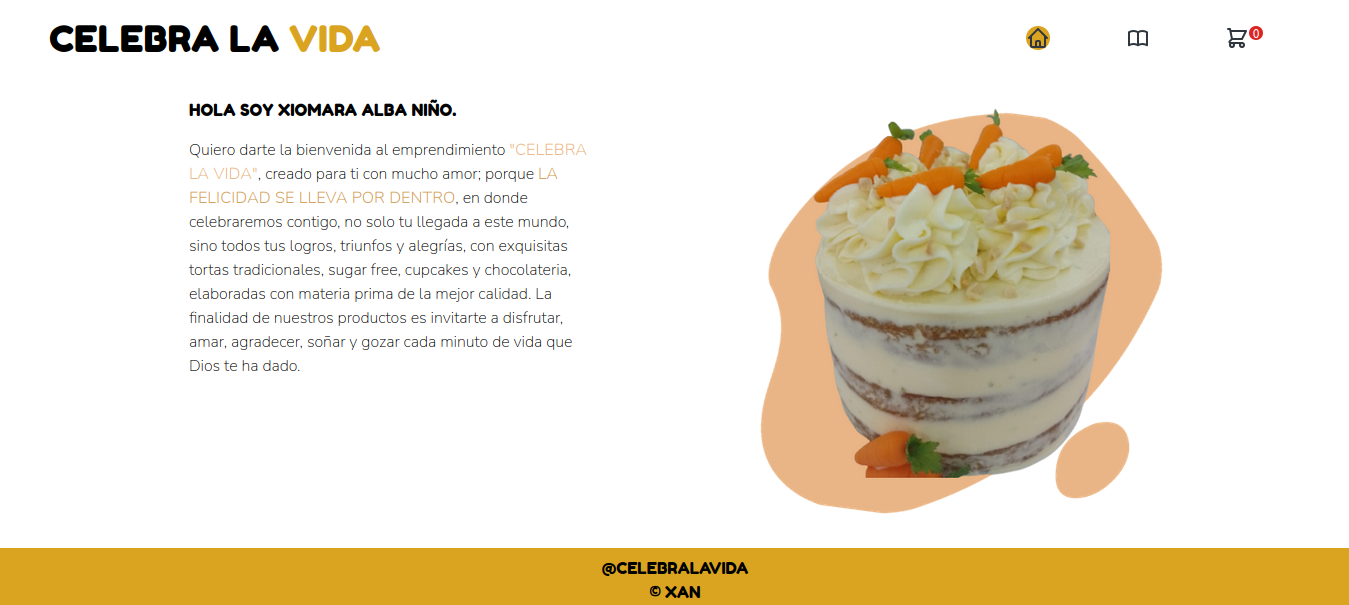 CELEBRA LA VIDA
0
HOLA SOY XIOMARA ALBA NIÑO.
Quiero darte la bienvenida al emprendimiento "CELEBRA
LA VIDA", creado para ti con mucho amor; porque LA
FELICIDAD SE LLEVA POR DENTRO, en donde
celebraremos contigo, no solo tu llegada a este mundo,
sino todos tus logros, triunfos y alegrías, con exquisitas
tortas tradicionales, sugar free, cupcakes y chocolateria,
elaboradas con materia prima de la mejor calidad. La
finalidad de nuestros productos es invitarte a disfrutar,
amar, agradecer, soñar y gozar cada minuto de vida que
Dios te ha dado.
@CELEBRALAVIDA
© XAN